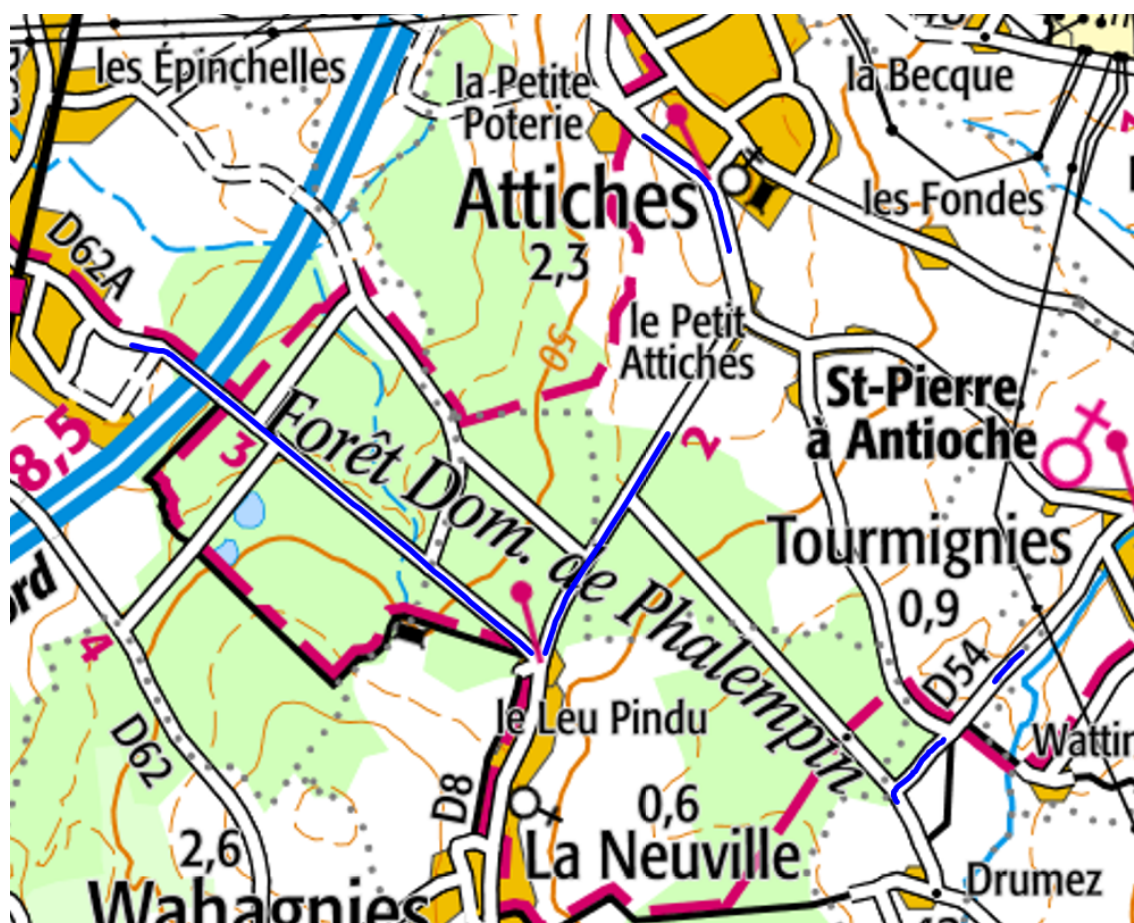 les Épinchelles
la Petite
Poterie
la Becque
Attiches
2,3
les Fondes
D62A
le Petit
Attiches
50
St-Pierre
à Antioche
8,5
3
2
Forêt Dom. de Phalempin
Tourmignies
0,9
4
D54
le Leu Pindu
D62
D8
0,6
2,6
La Neuville
Drumez
Wahagnies